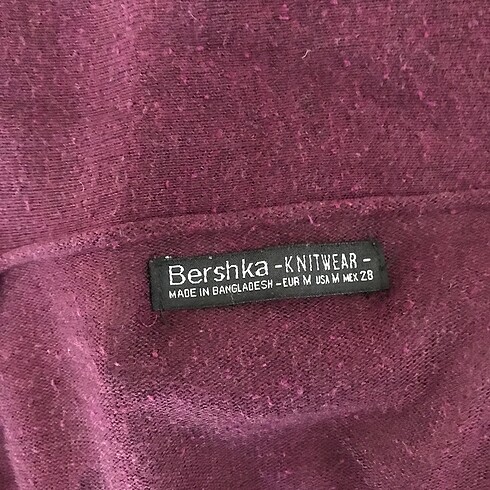 Bershka -KNITWEAR-
MADE IN BANGLADESH - EUR M USA M MEX 28